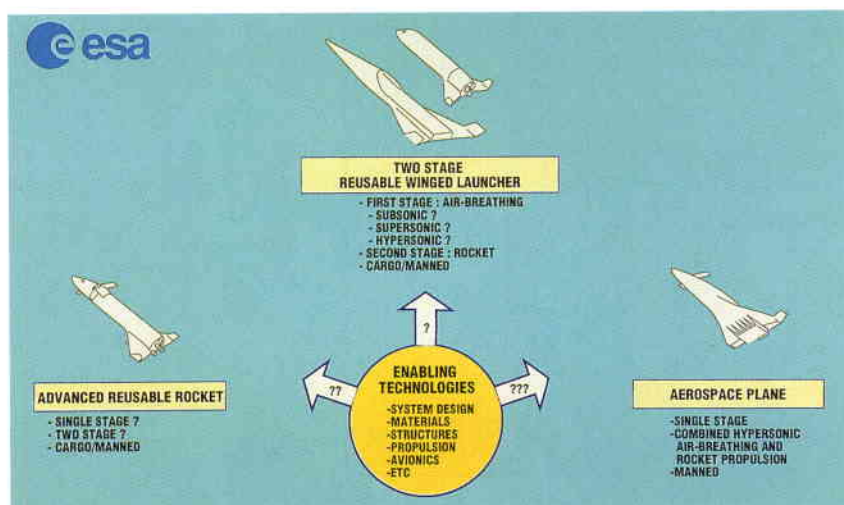 esa
TWO STAGE
REUSABLE WINGED LAUNCHER
- FIRST STAGE : AIR-BREATHING
- SUBSONIC ?
- SUPERSONIC ?
- HYPERSONIC ?
- SECOND STAGE : ROCKET
- CARGO/MANNED
ADVANCED REUSABLE ROCKET
- SINGLE STAGE ?
- TWO STAGE ?
- CARGO/MANNED
??
?
???
ENABLING
TECHNOLOGIES
-SYSTEM DESIGN
-MATERIALS
-STRUCTURES
-PROPULSION
-AVIONICS
-ETC
AEROSPACE PLANE
-SINGLE STAGE
-COMBINED HYPERSONIC
AIR-BREATHING AND
ROCKET PROPULSION
-MANNED